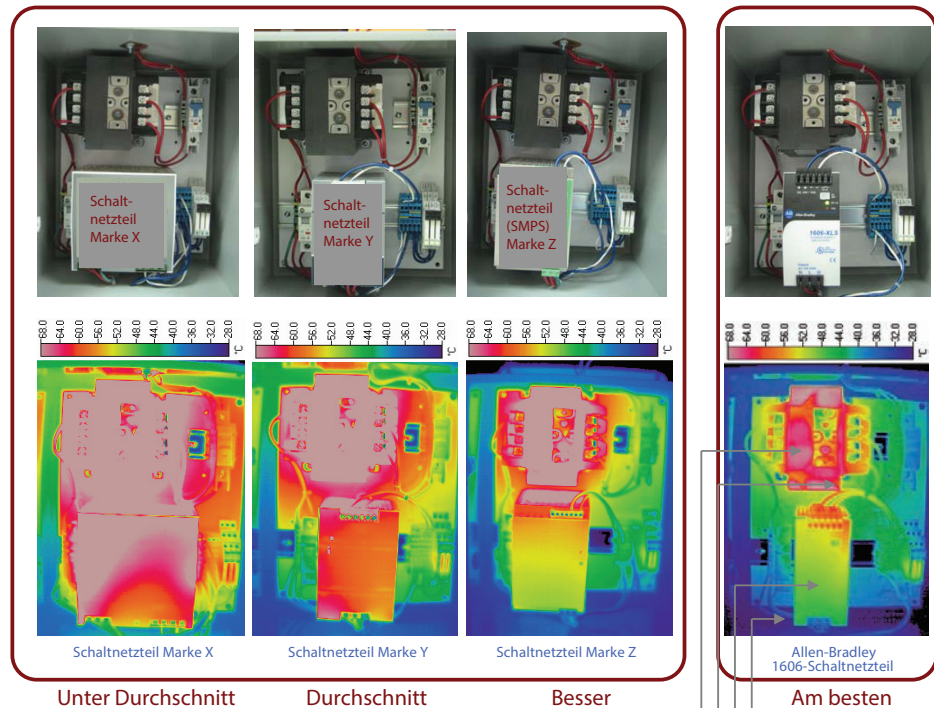 Schalt-
netzteil
Marke X
Schalt-
netzteil
Marke Y
Schalt-
netzteil
(SMPS)
Marke Z
Allen-Bradley
1606-XLS
68.0
64.0
60.0
56.0
52.0
48.0
44.0
40.0
36.0
32.0
28.0
°C
68.0
64.0
60.0
56.0
52.0
48.0
44.0
40.0
36.0
32.0
28.0
°C
68.0
64.0
60.0
56.0
52.0
48.0
44.0
40.0
36.0
32.0
28.0
°C
68.0
64.0
60.0
56.0
52.0
48.0
44.0
40.0
36.0
32.0
28.0
°C
Schaltnetzteil Marke X
Schaltnetzteil Marke Y
Schaltnetzteil Marke Z
Allen-Bradley
1606-Schaltnetzteil
Unter Durchschnitt
Durchschnitt
Besser
Am besten